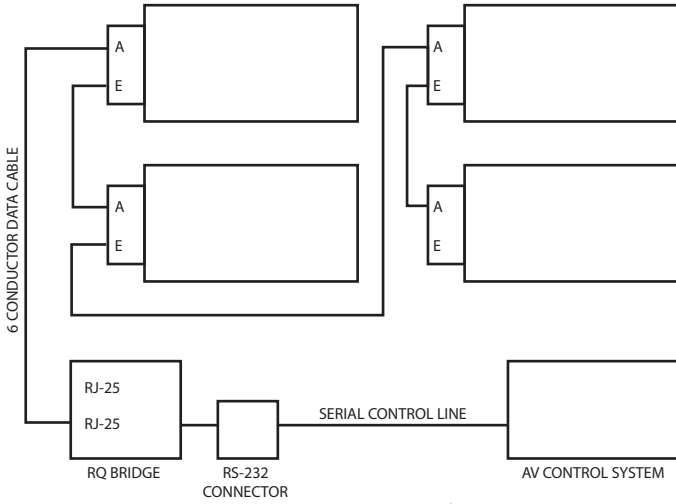 A
E
A
E
A
E
A
E
6 CONDUCTOR DATA CABLE
RJ-25
RJ-25
SERIAL CONTROL LINE
RQ BRIDGE
RS-232
CONNECTOR
AV CONTROL SYSTEM